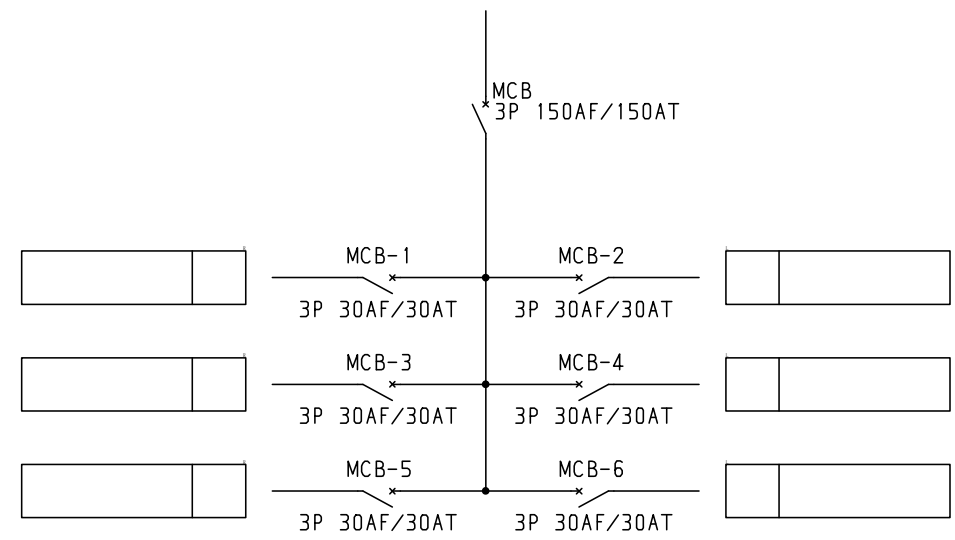 MCB
3P 150AF/150AT
MCB-1
MCB-2
3P 30AF/30AT
3P 30AF/30AT
MCB-3
MCB-4
3P 30AF/30AT
3P 30AF/30AT
MCB-5
MCB-6
3P 30AF/30AT
3P 30AF/30AT